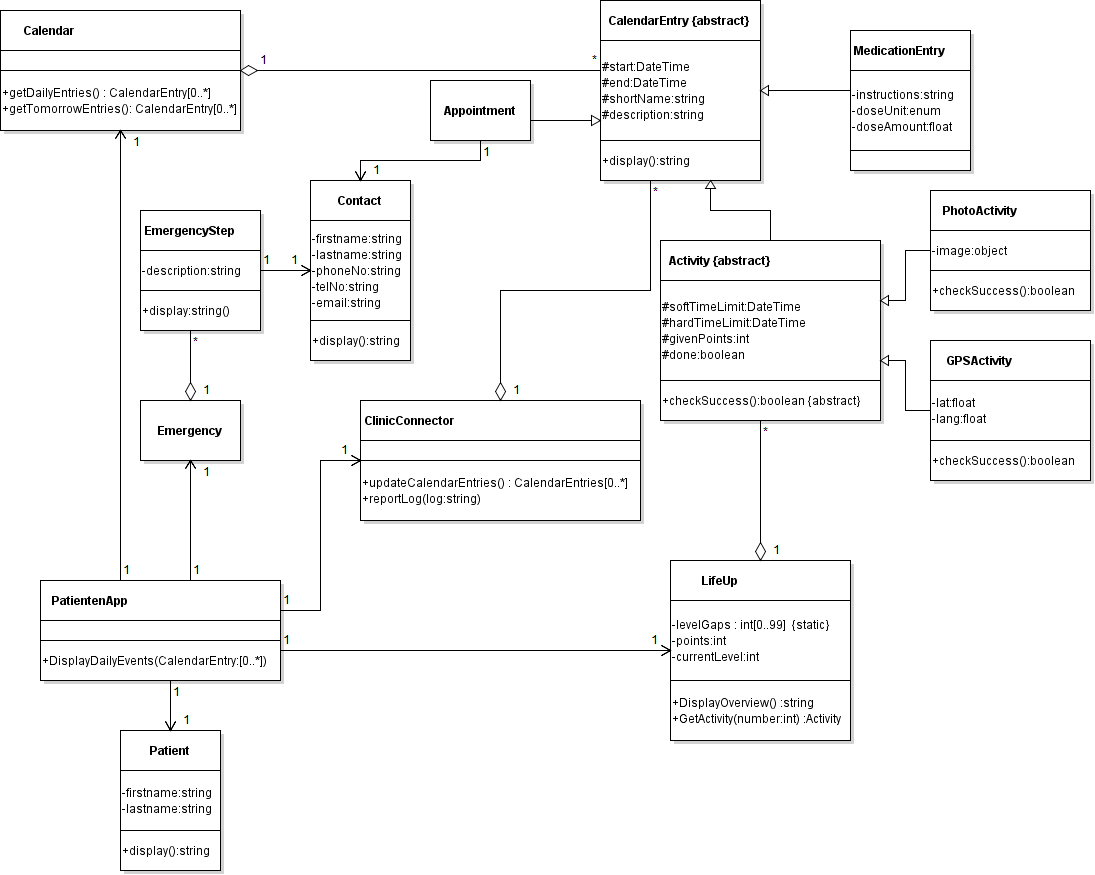 Calendar
+getDailyEntries() : CalendarEntry[0..*]
+getTomorrowEntries(): CalendarEntry[0..*]
1
*
1
CalendarEntry {abstract}
#start:DateTime
#end:DateTime
#shortName:string
#description:string
+display():string
*
MedicationEntry
-instructions:string
-doseUnit:enum
-doseAmount:float
Appointment
1
1
Contact
-firstname:string
-lastname:string
-phoneNo:string
-telNo:string
-email:string
+display():string
EmergencyStep
-description:string
+display:string()
1
1
*
1
Emergency
1
PhotoActivity
-image:object
+checkSuccess():boolean
Activity {abstract}
#softTimeLimit:DateTime
#hardTimeLimit:DateTime
#givenPoints:int
#done:boolean
+checkSuccess():boolean {abstract}
*
GPSActivity
-lat:float
-lang:float
+checkSuccess():boolean
1
ClinicConnector
+updateCalendarEntries() : CalendarEntries[0..*]
+reportLog(log:string)
1
1
1
PatientenApp
+DisplayDailyEvents(CalendarEntry:[0..*])
1
1
1
1
LifeUp
-levelGaps : int[0..99] {static}
-points:int
-currentLevel:int
+DisplayOverview() :string
+GetActivity(number:int) :Activity
1
1
1
Patient
-firstname:string
-lastname:string
+display():string